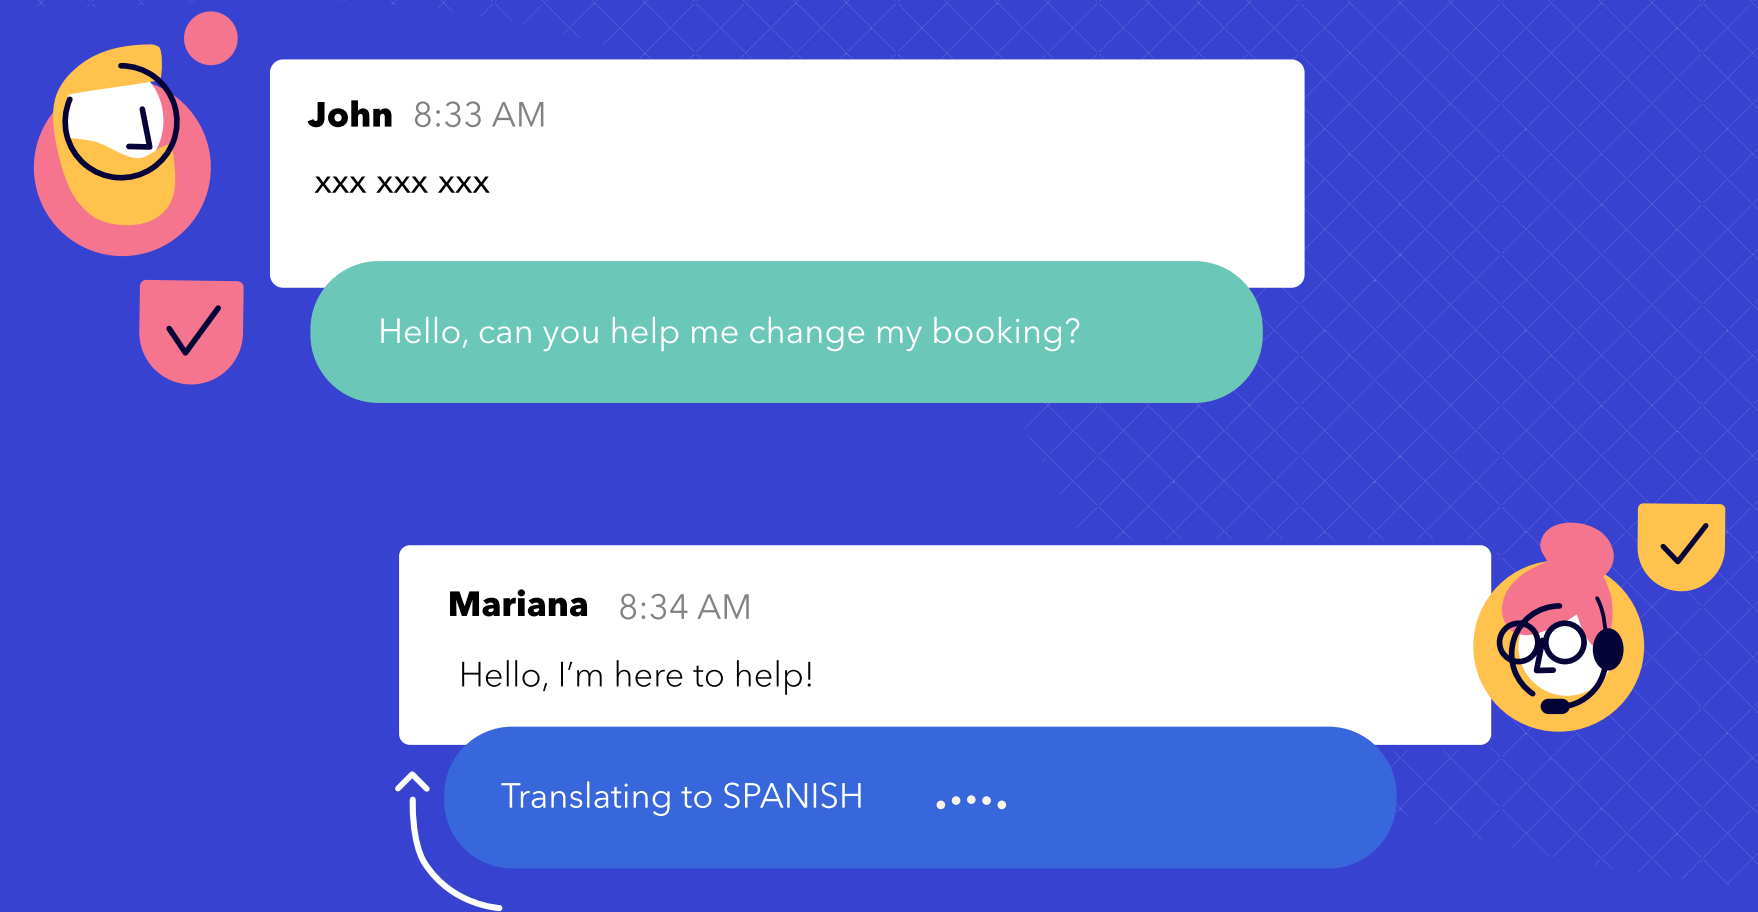 John 8:33 AM
xxx xxx xxx
Hello, can you help me change my booking?
Mariana 8:34 AM
Hello, I’m here to help!
Translating to SPANISH